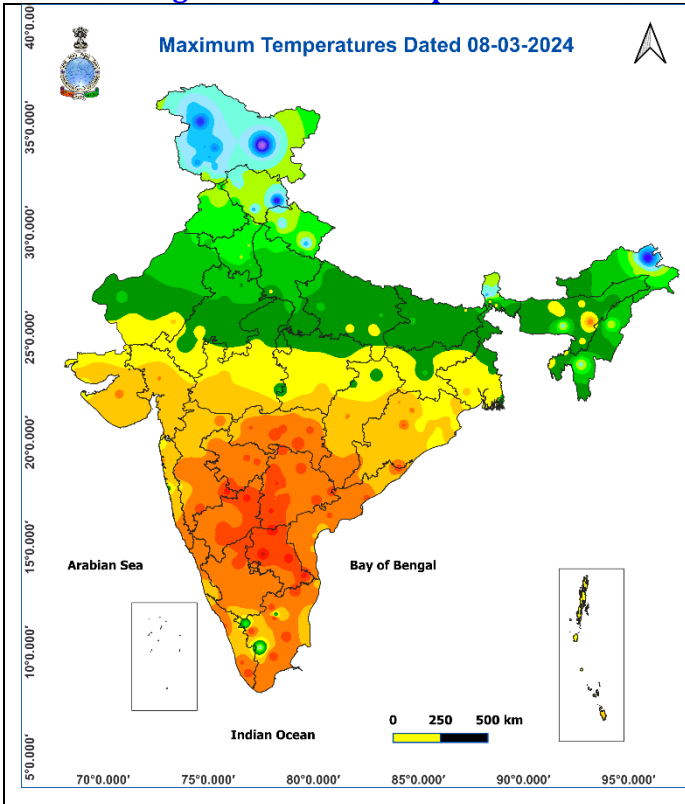 Maximum Temperatures Dated 08-03-2024
40°0.000'
35°0.000'
30°0.000'
25°0.000'
20°0.000'
15°0.000'
10°0.000'
5°0.000'
Arabian Sea
Bay of Bengal
Indian Ocean
0 250 500 km
70°0.000' 75°0.000' 80°0.000' 85°0.000' 90°0.000' 95°0.000'